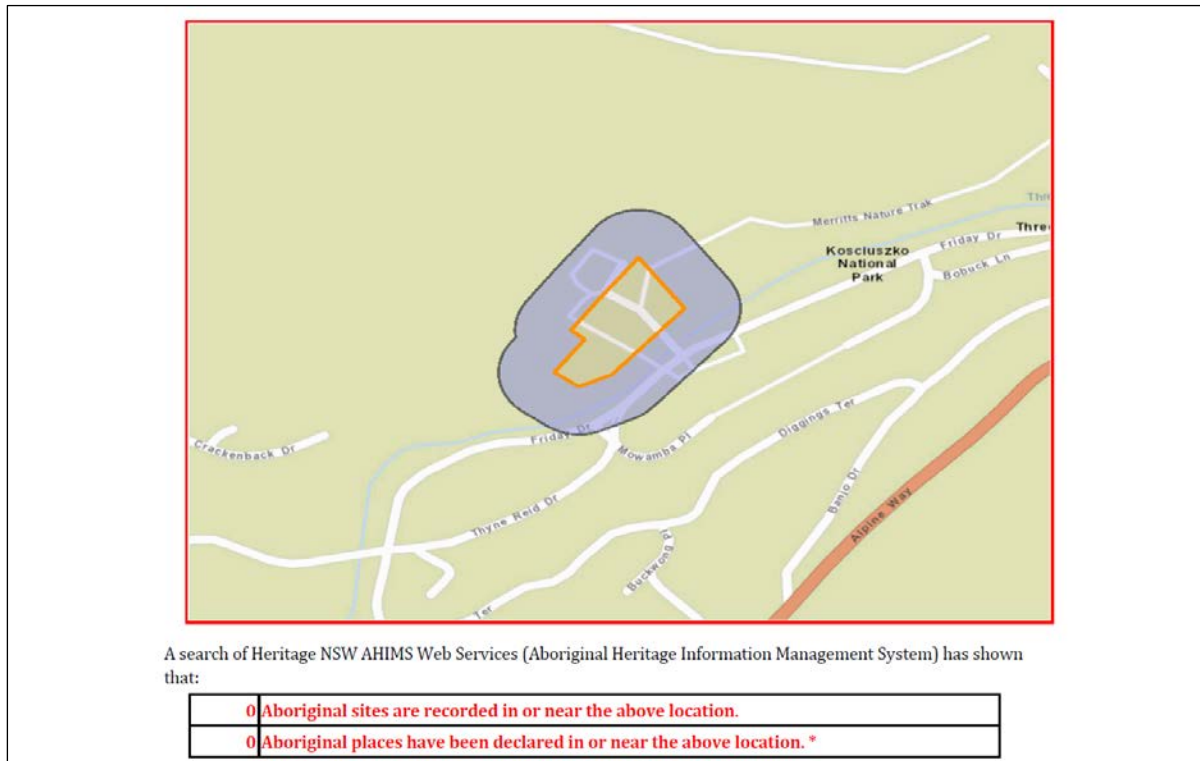 Merritts Nature Trak
Thre
Three
Kosciuszko
National
Park
Friday Dr
Bobuck Ln
Crackenback Dr
Friday Dr
Mowamba Pl
Diggings Ter
Thyne Reid Dr
Banjo Dr
Alpine Way
Buckwong Pl
Ter
A search of Heritage NSW AHIMS Web Services (Aboriginal Heritage Information Management System) has shown
that:
0 Aboriginal sites are recorded in or near the above location.
0 Aboriginal places have been declared in or near the above location. *